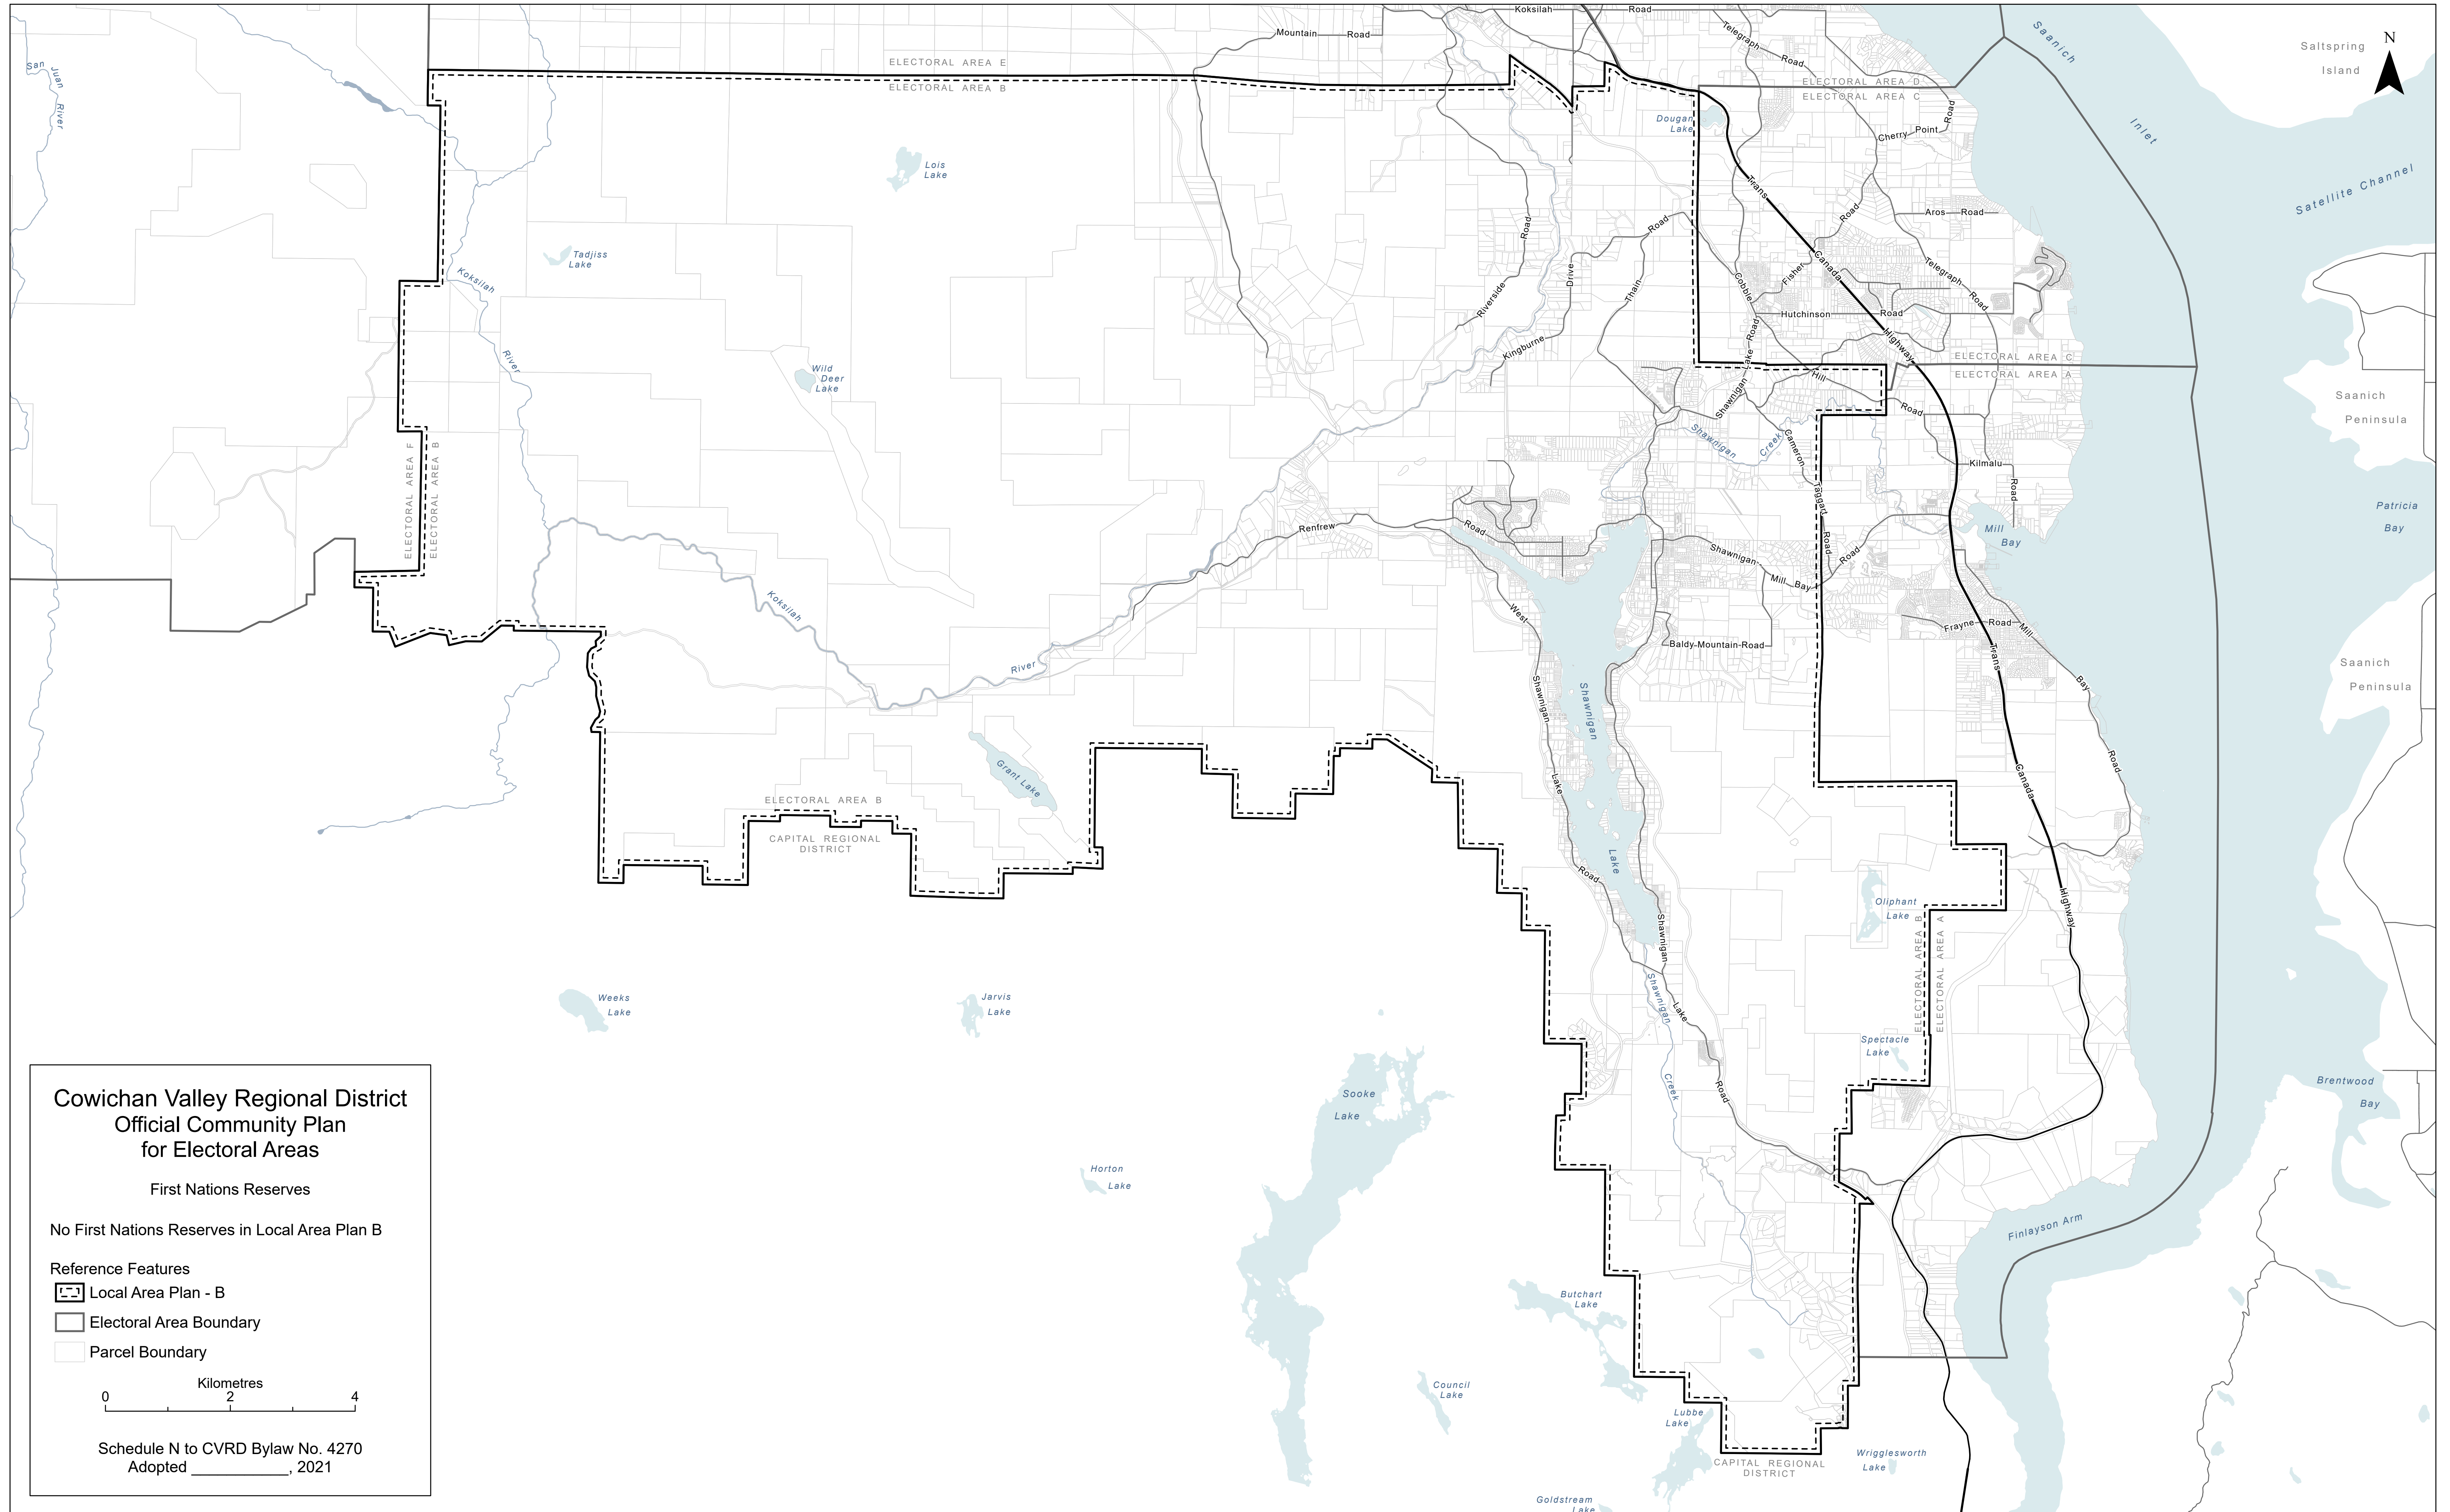 Koksilah Road
Mountain Road
Telegraph
Road
Saanich
Inlet
Saltspring
Island
N
San
Juan
River
ELECTORAL AREA E
ELECTORAL AREA B
ELECTORAL AREA D
ELECTORAL AREA C
Dougan
Lake
Cherry Point
Road
Satellite Channel
Lois
Lake
Trans
Canada
Highway
Aros Road
Road
Fisher
Telegraph
Road
Tadjiss
Lake
Koksilah
River
Riverside
Road
Drive
Kingburne
Thain
Road
Cobble
Hill
Road
Hutchinson Road
ELECTORAL AREA C
ELECTORAL AREA A
Wild
Deer
Lake
Shawnigan Lake Road
Saanich
Peninsula
Shawnigan
Creek
Cameron
Taggart
Road
Kilmalu
Road
ELECTORAL AREA F
ELECTORAL AREA B
Patricia
Bay
Mill
Bay
Renfrew
Road
Shawnigan
Mill Bay
Road
West
Shawnigan
Lake
Road
Koksilah
River
Baldy Mountain Road
Frayne Road
Mill
Bay
Road
Trans
Canada
Highway
Saanich
Peninsula
Shawnigan
Lake
Grant Lake
ELECTORAL AREA B
CAPITAL REGIONAL
DISTRICT
Oliphant
Lake
ELECTORAL AREA B
ELECTORAL AREA A
Shawnigan
Lake
Road
Shawnigan
Creek
Weeks
Lake
Jarvis
Lake
Spectacle
Lake
Sooke
Lake
Brentwood
Bay
Horton
Lake
Finlayson Arm
Butchart
Lake
Council
Lake
Lubbe
Lake
Wrigglesworth
Lake
CAPITAL REGIONAL
DISTRICT
Goldstream
Lake
Cowichan Valley Regional District
Official Community Plan
for Electoral Areas
First Nations Reserves
No First Nations Reserves in Local Area Plan B
Reference Features
Local Area Plan - B
Electoral Area Boundary
Parcel Boundary
Kilometres
0 2 4
Schedule N to CVRD Bylaw No. 4270
Adopted ____________, 2021